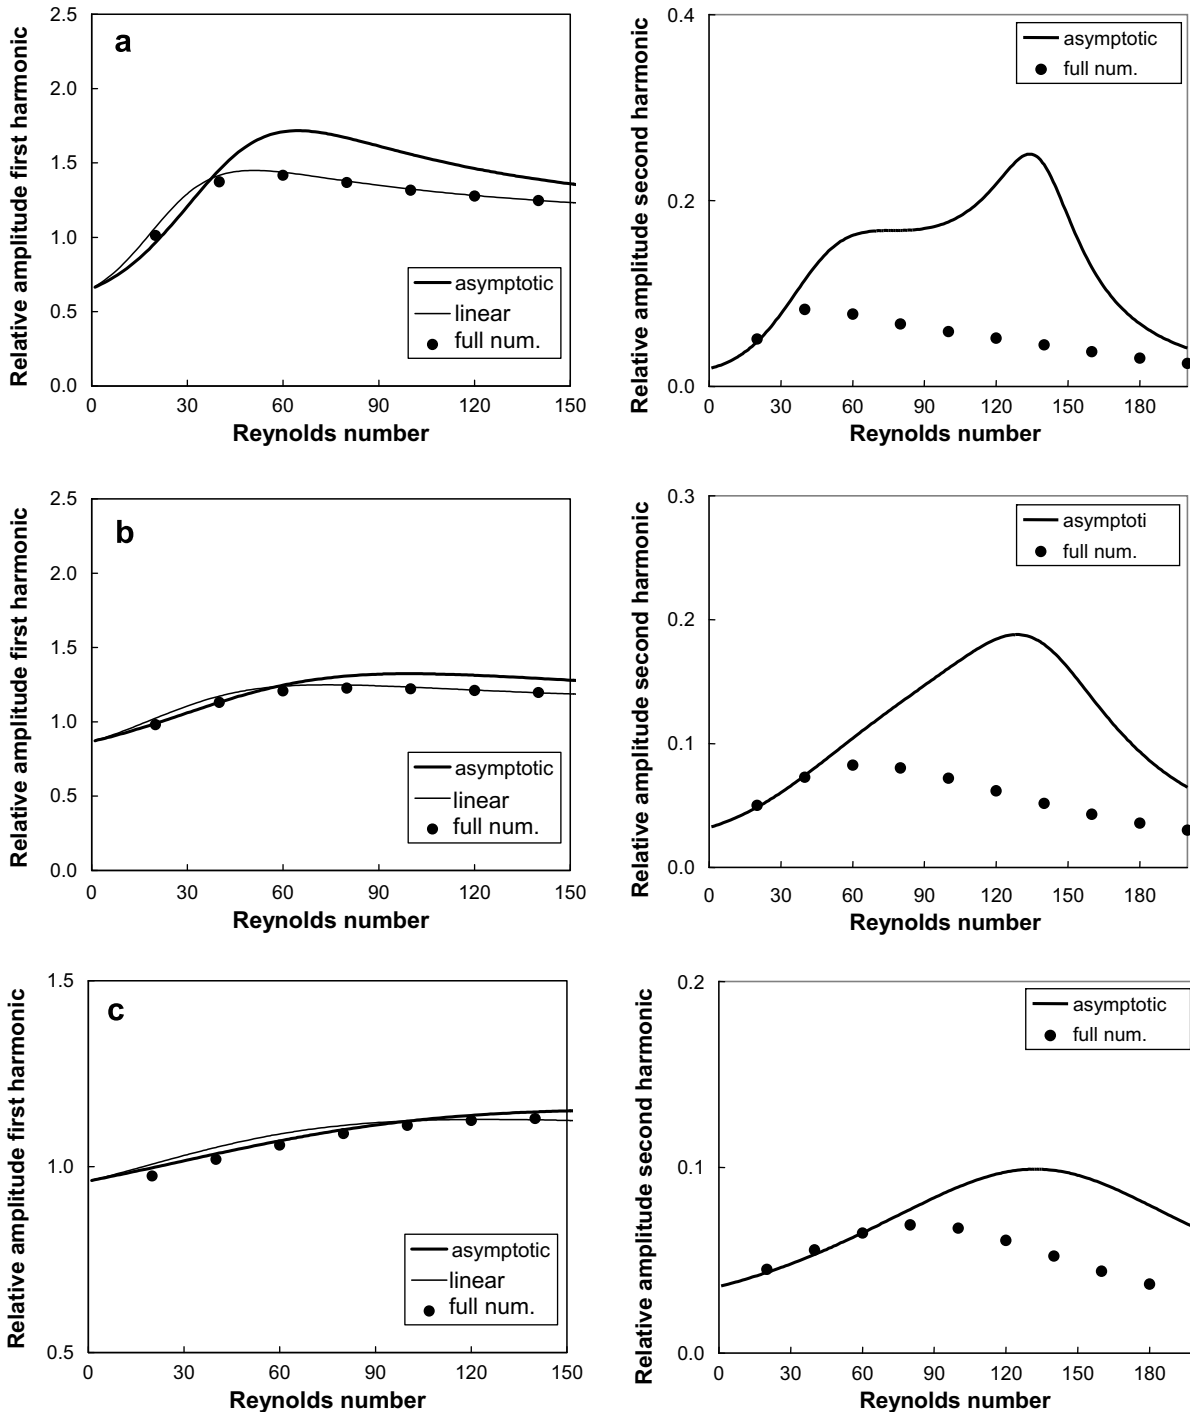 a
Relative amplitude first harmonic
2.5
2.0
1.5
1.0
0.5
0.0
asymptotic
linear
full num.
0 30 60 90 120 150
Reynolds number
Relative amplitude second harmonic
0.4
0.2
0.0
asymptotic
full num.
0 30 60 90 120 150 180
Reynolds number
b
Relative amplitude first harmonic
2.5
2.0
1.5
1.0
0.5
0.0
asymptotic
linear
full num.
0 30 60 90 120 150
Reynolds number
Relative amplitude second harmonic
0.3
0.2
0.1
0.0
asymptoti
full num.
0 30 60 90 120 150 180
Reynolds number
c
Relative amplitude first harmonic
1.5
1.0
0.5
asymptotic
linear
full num.
0 30 60 90 120 150
Reynolds number
Relative amplitude second harmonic
0.2
0.1
0.0
asymptotic
full num.
0 30 60 90 120 150 180
Reynolds number